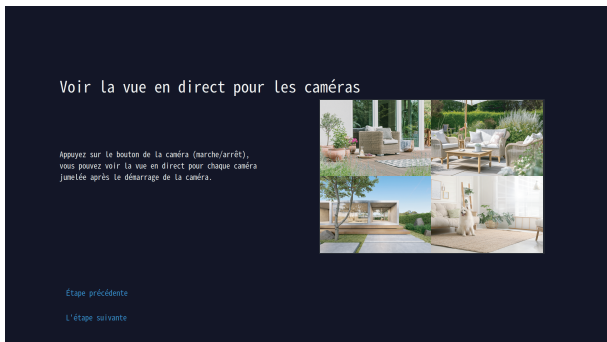 Voir la vue en direct pour les caméras
Appuyez sur le bouton de la caméra (marche/arrêt),
vous pouvez voir la vue en direct pour chaque caméra
jumelée après le démarrage de la caméra.
Étape précédente
L'étape suivante